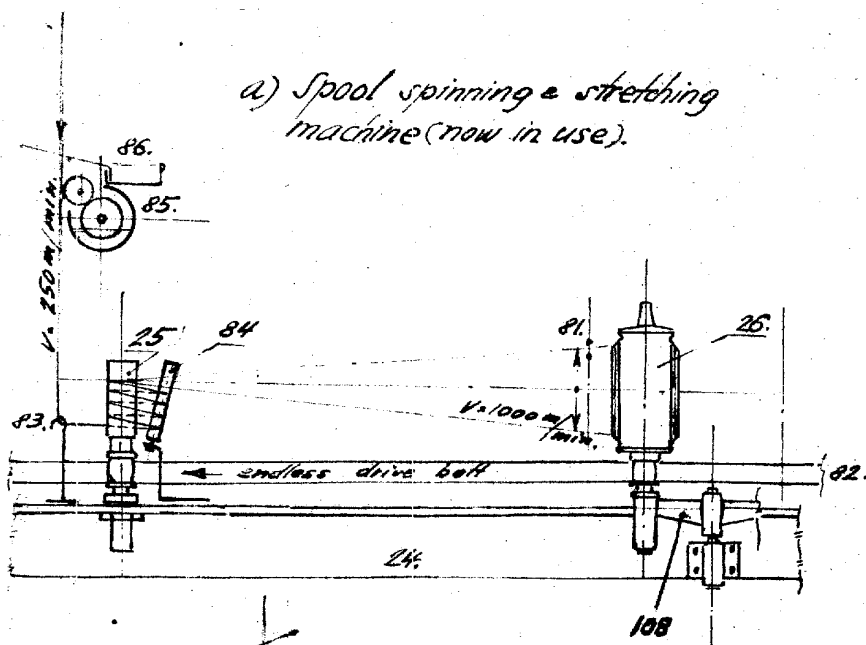 a) Spool spinning & stretching
machine (now in use).
86.
85.
V= 250 m/min.
25
84
81.
26.
83.
V=1000 m/
min.
endless drive belt
82.
24.
108